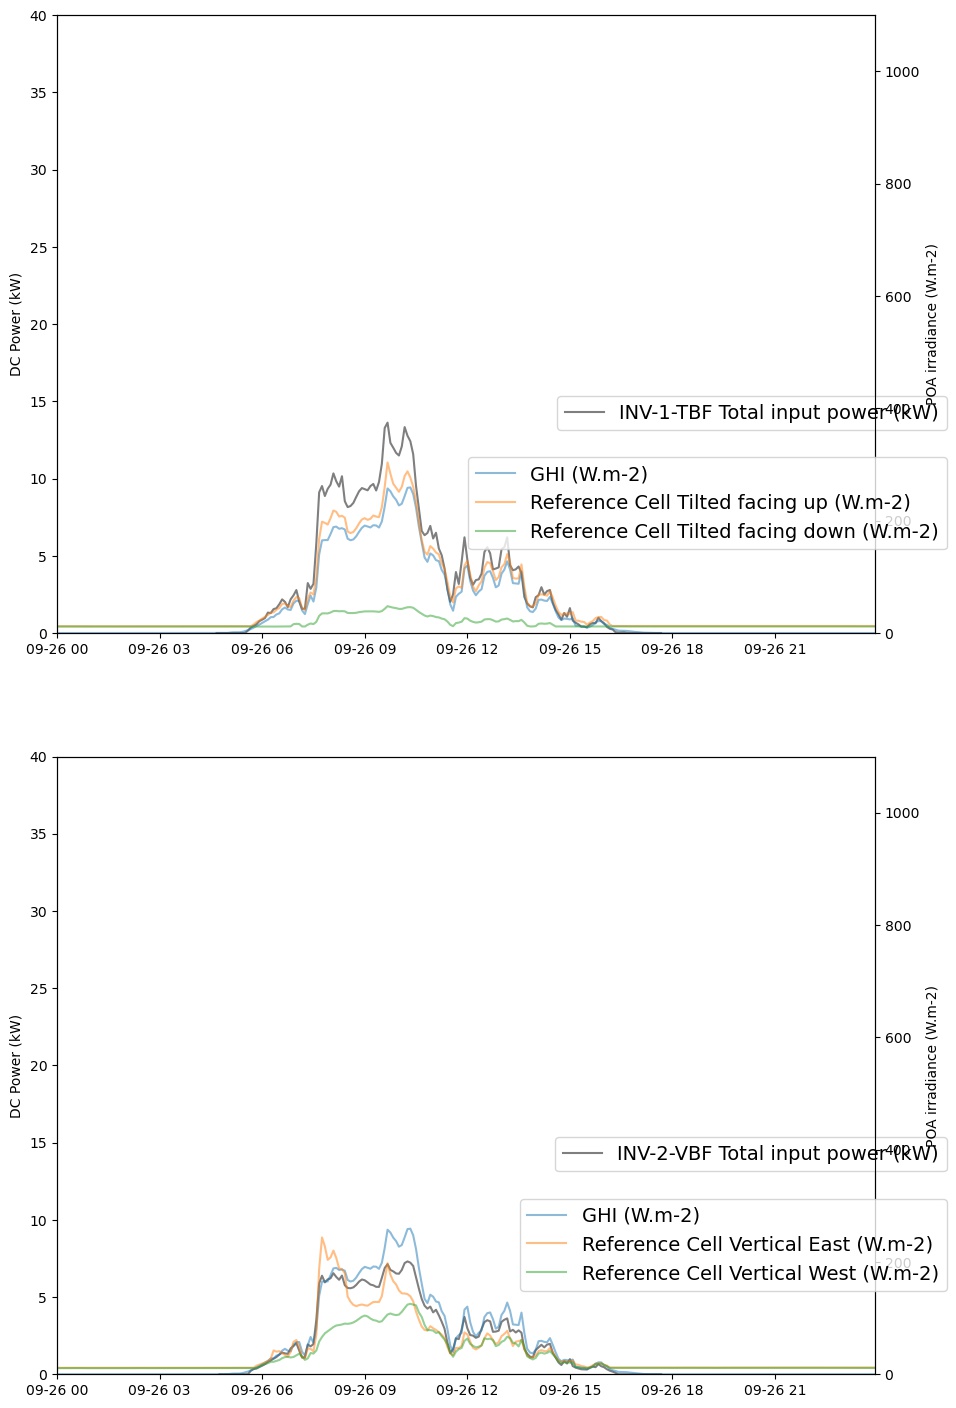 40
35
30
25
20
15
10
5
0
DC Power (kW)
1000
800
600
400
200
0
POA irradiance (W.m-2)
INV-1-TBF Total input power (kW)
GHI (W.m-2)
Reference Cell Tilted facing up (W.m-2)
Reference Cell Tilted facing down (W.m-2)
09-26 00 09-26 03 09-26 06 09-26 09 09-26 12 09-26 15 09-26 18 09-26 21
40
35
30
25
20
15
10
5
0
DC Power (kW)
1000
800
600
400
200
0
POA irradiance (W.m-2)
INV-2-VBF Total input power (kW)
GHI (W.m-2)
Reference Cell Vertical East (W.m-2)
Reference Cell Vertical West (W.m-2)
09-26 00 09-26 03 09-26 06 09-26 09 09-26 12 09-26 15 09-26 18 09-26 21